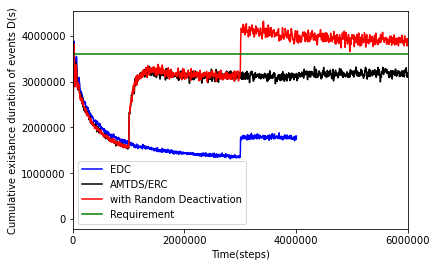 Cumulative existance duration of events D(s)
4000000
3000000
2000000
1000000
0
EDC
AMTDS/ERC
with Random Deactivation
Requirement
0 2000000 4000000 6000000
Time(steps)